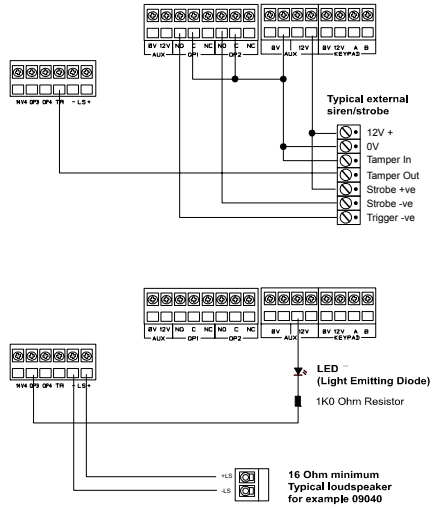 0V 12V NO C NC NO C NC
AUX OP1 OP2
0V 12V 0V 12V A B
AUX KEYPAD
14V4 OP3 OP4 TR - LS +
Typical external
siren/strobe
12V +
0V
Tamper In
Tamper Out
Strobe +ve
Strobe -ve
Trigger -ve
0V 12V NO C NC NO C NC
AUX OP1 OP2
0V 12V 0V 12V A B
AUX KEYPAD
14V4 OP3 OP4 TR - LS +
LED
(Light Emitting Diode)
1K0 Ohm Resistor
+LS
-LS
16 Ohm minimum
Typical loudspeaker
for example 09040